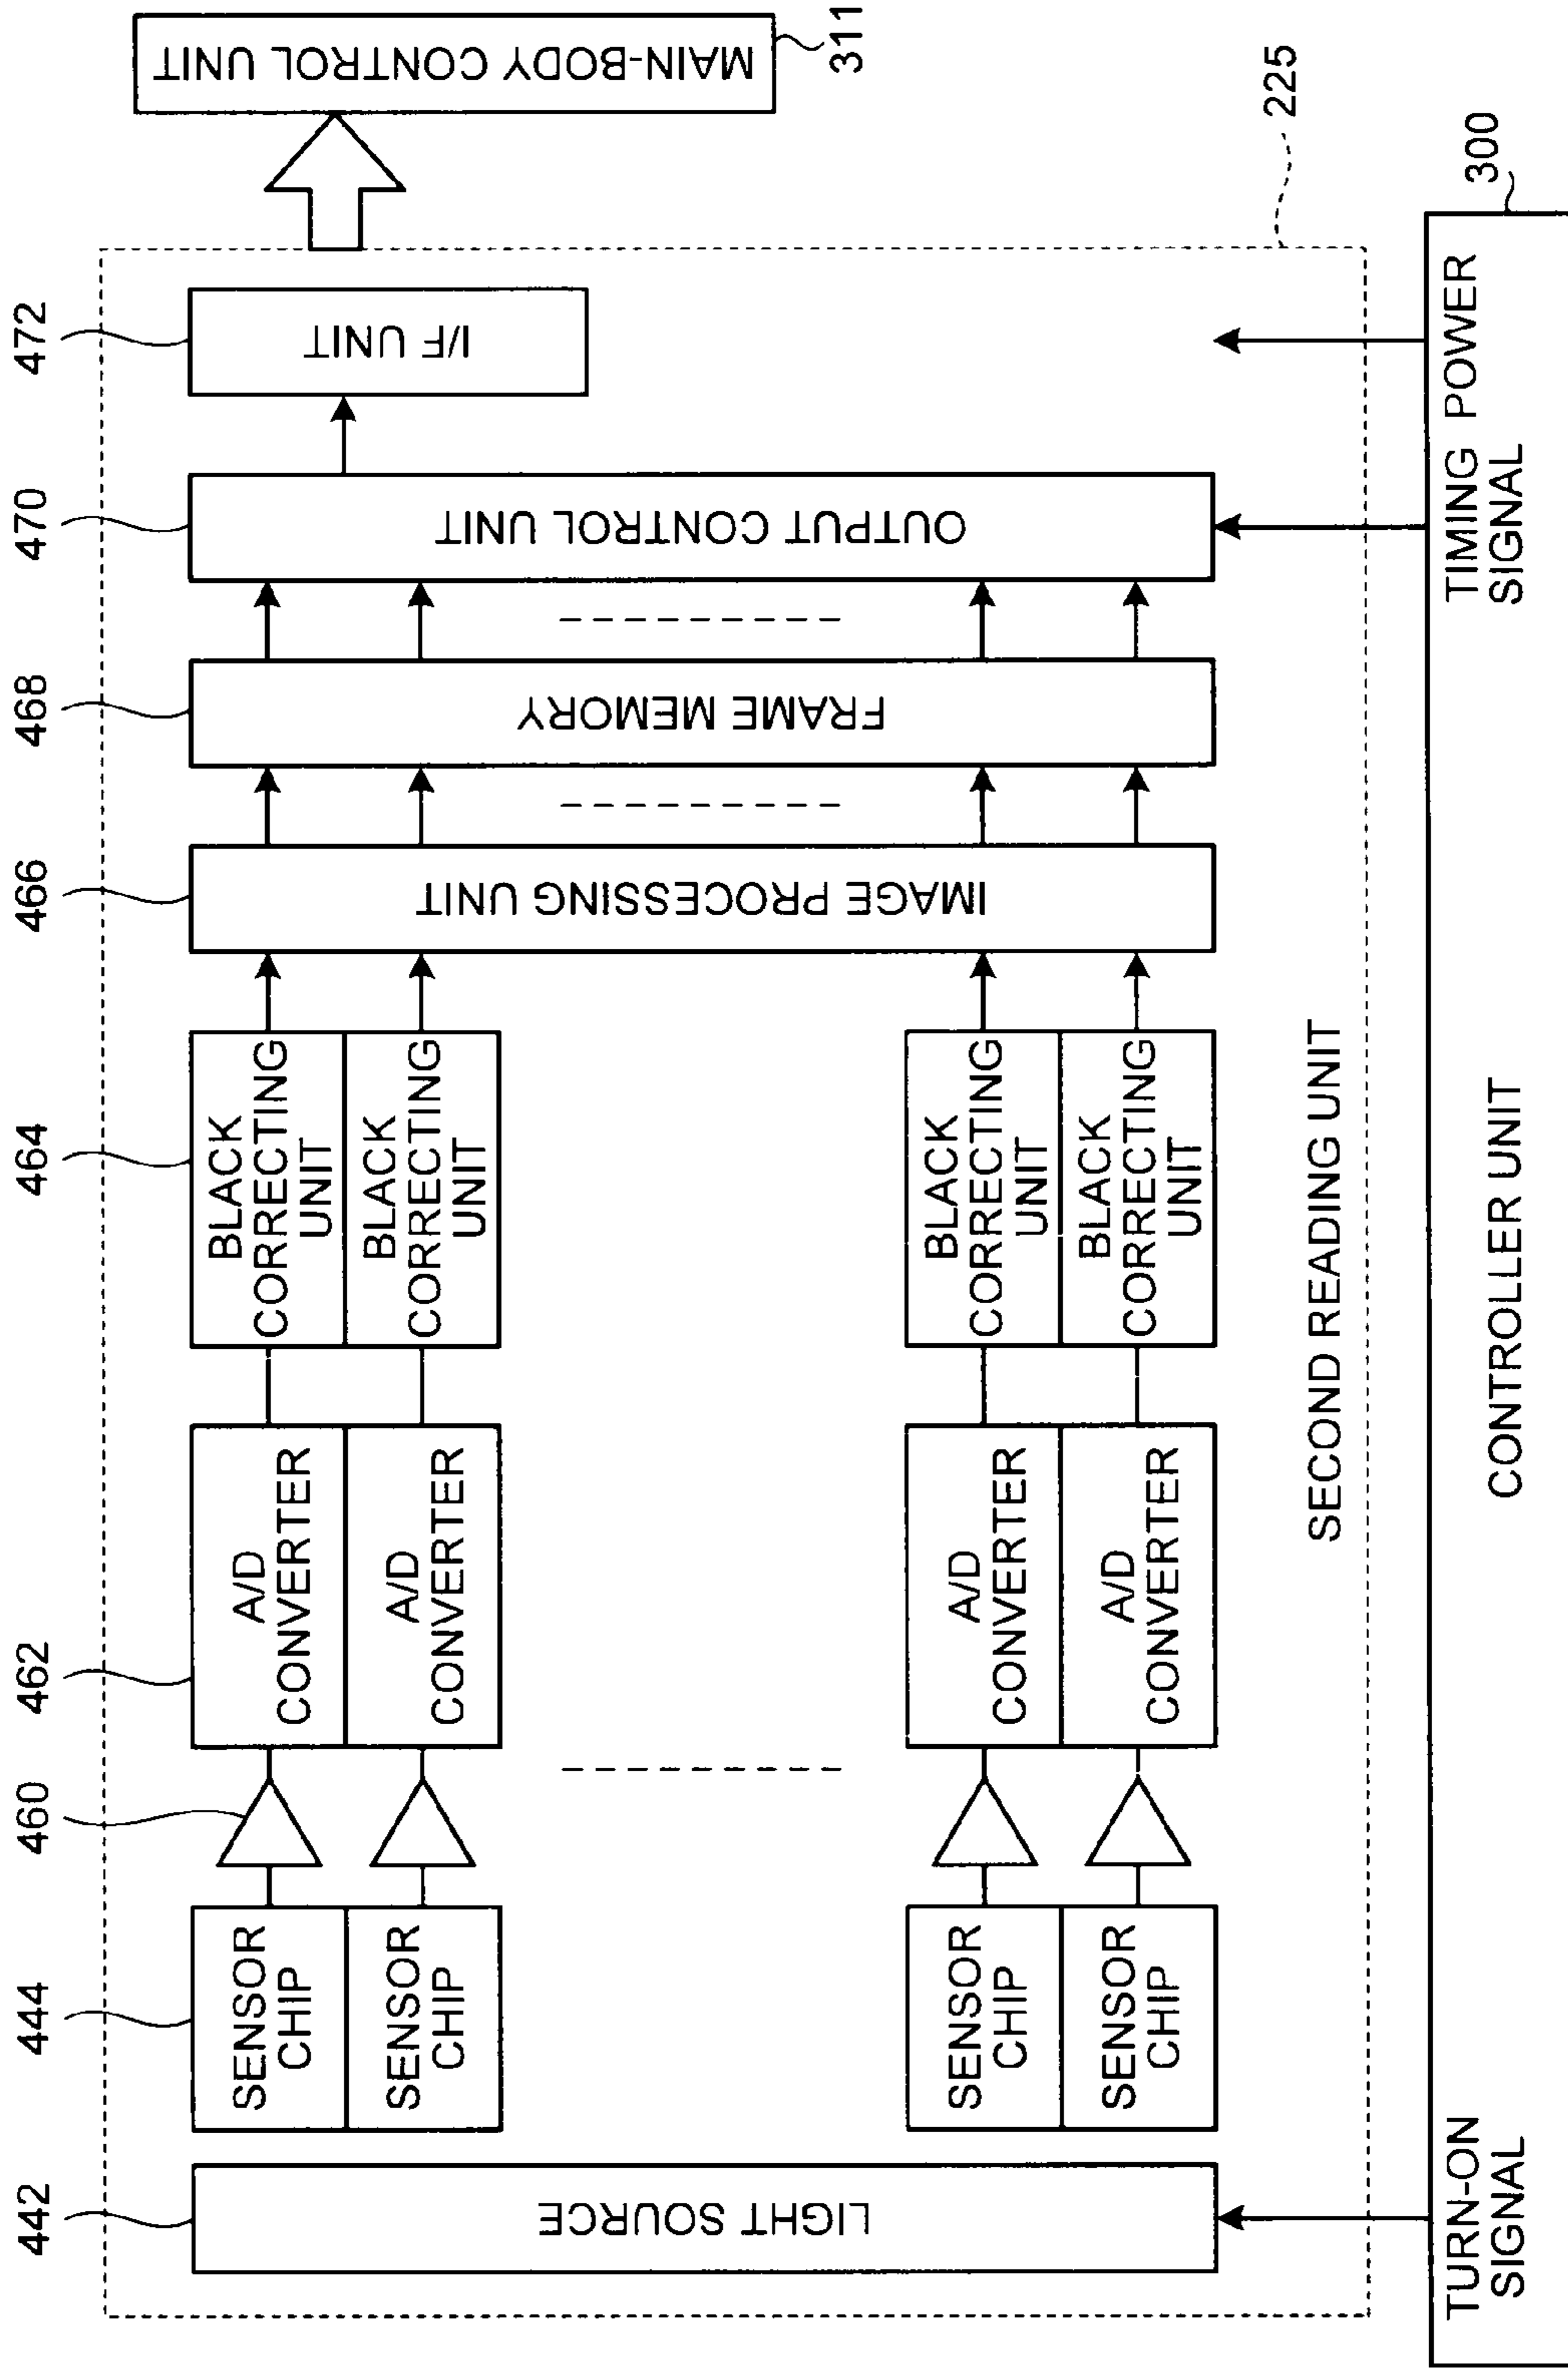 442
444
460
462
464
466
468
470
472
LIGHT SOURCE
SENSOR
CHIP
SENSOR
CHIP
SENSOR
CHIP
SENSOR
CHIP
A/D
CONVERTER
A/D
CONVERTER
A/D
CONVERTER
A/D
CONVERTER
BLACK
CORRECTING
UNIT
BLACK
CORRECTING
UNIT
BLACK
CORRECTING
UNIT
BLACK
CORRECTING
UNIT
IMAGE PROCESSING UNIT
FRAME MEMORY
OUTPUT CONTROL UNIT
I/F UNIT
MAIN-BODY CONTROL UNIT
311
SECOND READING UNIT
225
TURN-ON
SIGNAL
TIMING
SIGNAL
POWER
300
CONTROLLER UNIT